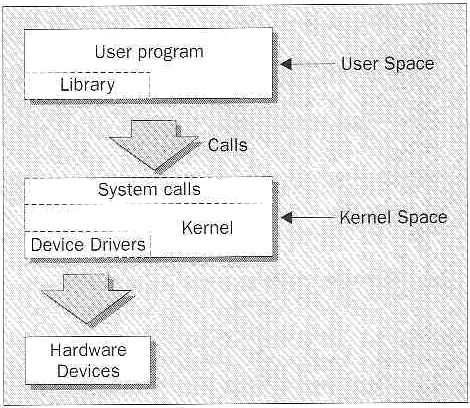 User program
User Space
Library
Calls
System calls
Kernel
Kernel Space
Device Drivers
Hardware
Devices